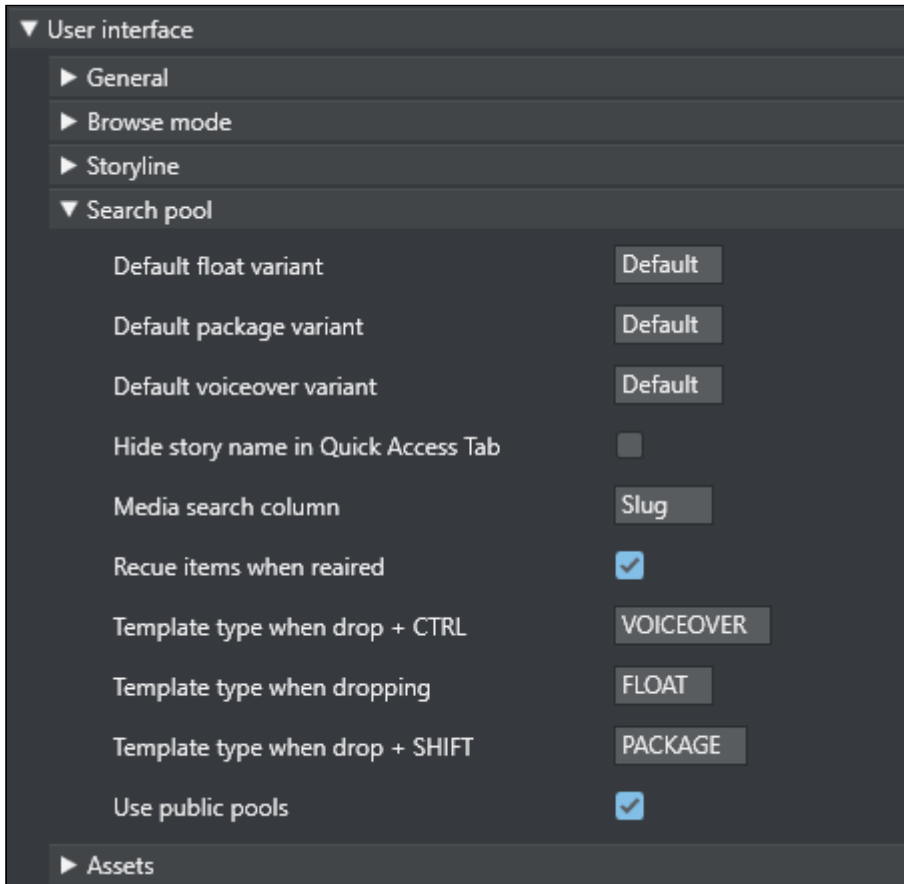 User interface
General
Browse mode
Storyline
Search pool
Default float variant Default
Default package variant Default
Default voiceover variant Default
Hide story name in Quick Access Tab
Media search column Slug
Recue items when reaired
Template type when drop + CTRL VOICEOVER
Template type when dropping FLOAT
Template type when drop + SHIFT PACKAGE
Use public pools
Assets